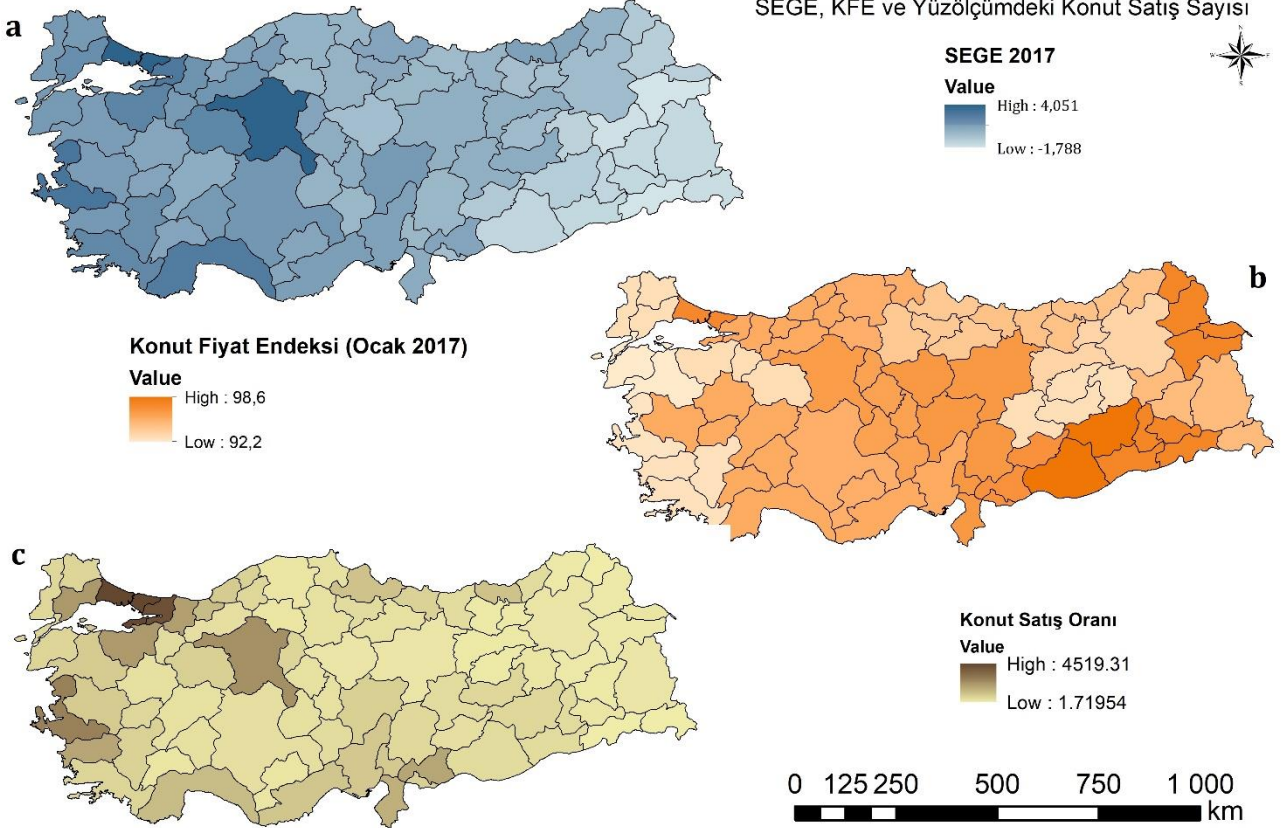 SEGE, KFE ve Yüzölçümdeki Konut Satış Sayısı
a
SEGE 2017
Value
High : 4,051
Low : -1,788
b
Konut Fiyat Endeksi (Ocak 2017)
Value
High : 98,6
Low : 92,2
c
Konut Satış Oranı
Value
High : 4519.31
Low : 1.71954
0 125 250 500 750 1 000
km